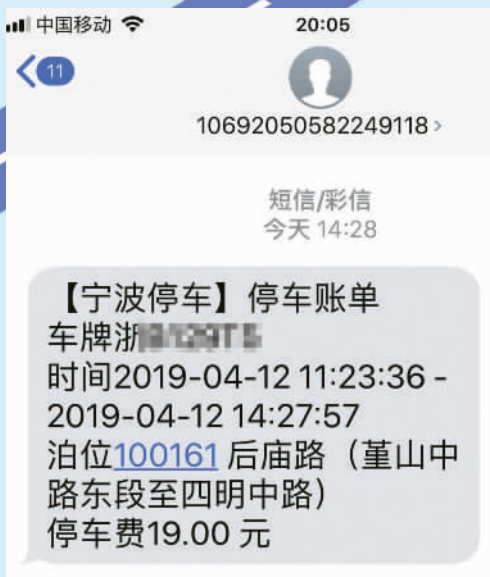 中国移动
20:05
11
10692050582249118
短信/彩信
今天 14:28
【宁波停车】停车账单
车牌浙
时间2019-04-12 11:23:36 -
2019-04-12 14:27:57
泊位100161 后庙路（堇山中
路东段至四明中路）
停车费19.00 元